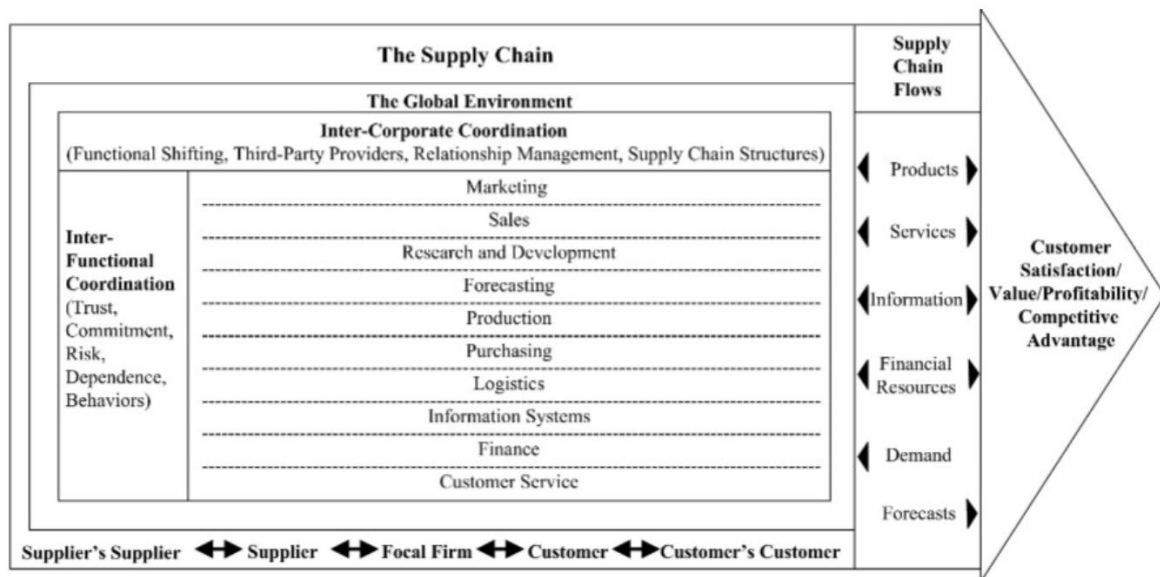 The Supply Chain
The Global Environment
Inter-Corporate Coordination
(Functional Shifting, Third-Party Providers, Relationship Management, Supply Chain Structures)
Inter-
Functional
Coordination
(Trust,
Commitment,
Risk,
Dependence,
Behaviors)
Marketing
Sales
Research and Development
Forecasting
Production
Purchasing
Logistics
Information Systems
Finance
Customer Service
Supplier's Supplier Supplier Focal Firm Customer Customer's Customer
Supply
Chain
Flows
Products
Services
Information
Financial
Resources
Demand
Forecasts
Customer
Satisfaction/
Value/Profitability/
Competitive
Advantage